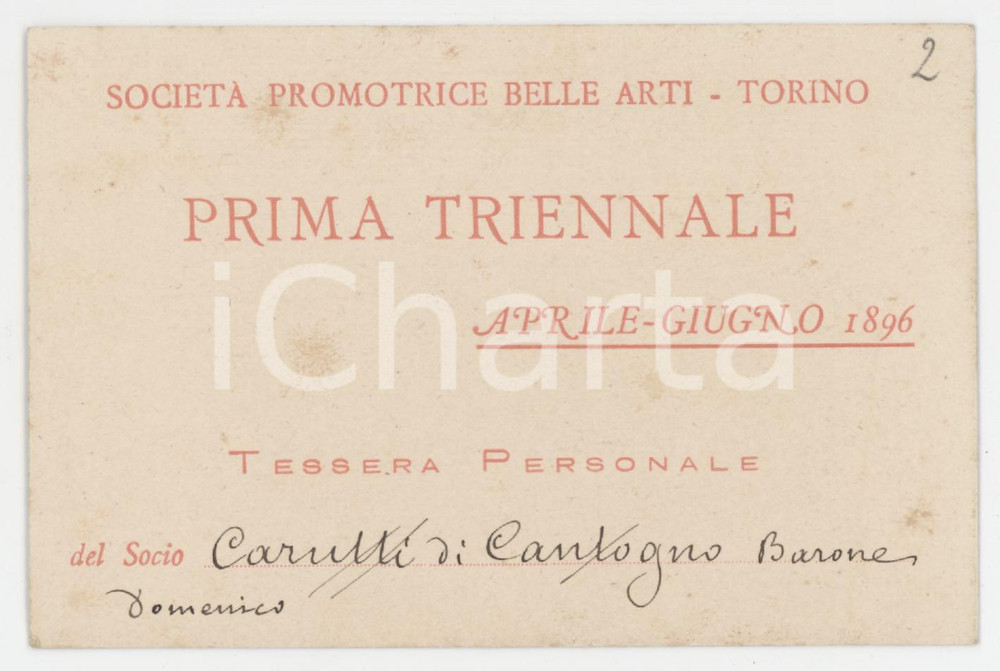 2
SOCIETÀ PROMOTRICE BELLE ARTI - TORINO
PRIMA TRIENNALE
iCharta
APRILE-GIUGNO 1896
TESSERA PERSONALE
del Socio Carutti di Cantogno Barone
Domenico